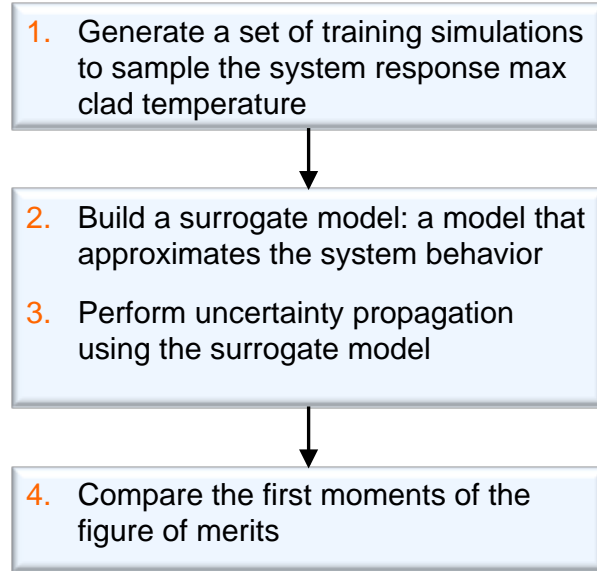 1. Generate a set of training simulations
to sample the system response max
clad temperature
2. Build a surrogate model: a model that
approximates the system behavior
3. Perform uncertainty propagation
using the surrogate model
4. Compare the first moments of the
figure of merits